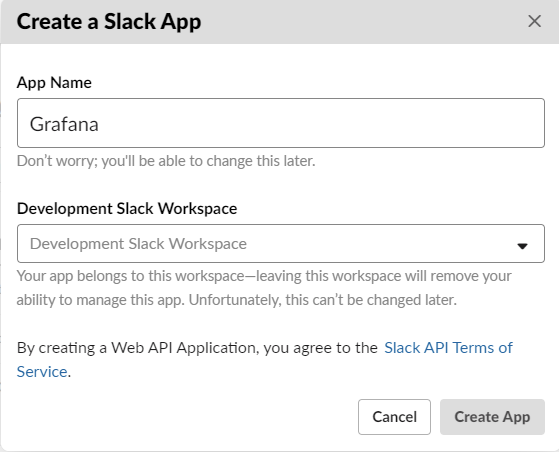 Create a Slack App
App Name
Grafana
Don’t worry; you'll be able to change this later.
Development Slack Workspace
Development Slack Workspace
Your app belongs to this workspace—leaving this workspace will remove your
ability to manage this app. Unfortunately, this can’t be changed later.
By creating a Web API Application, you agree to the Slack API Terms of
Service.
Cancel Create App